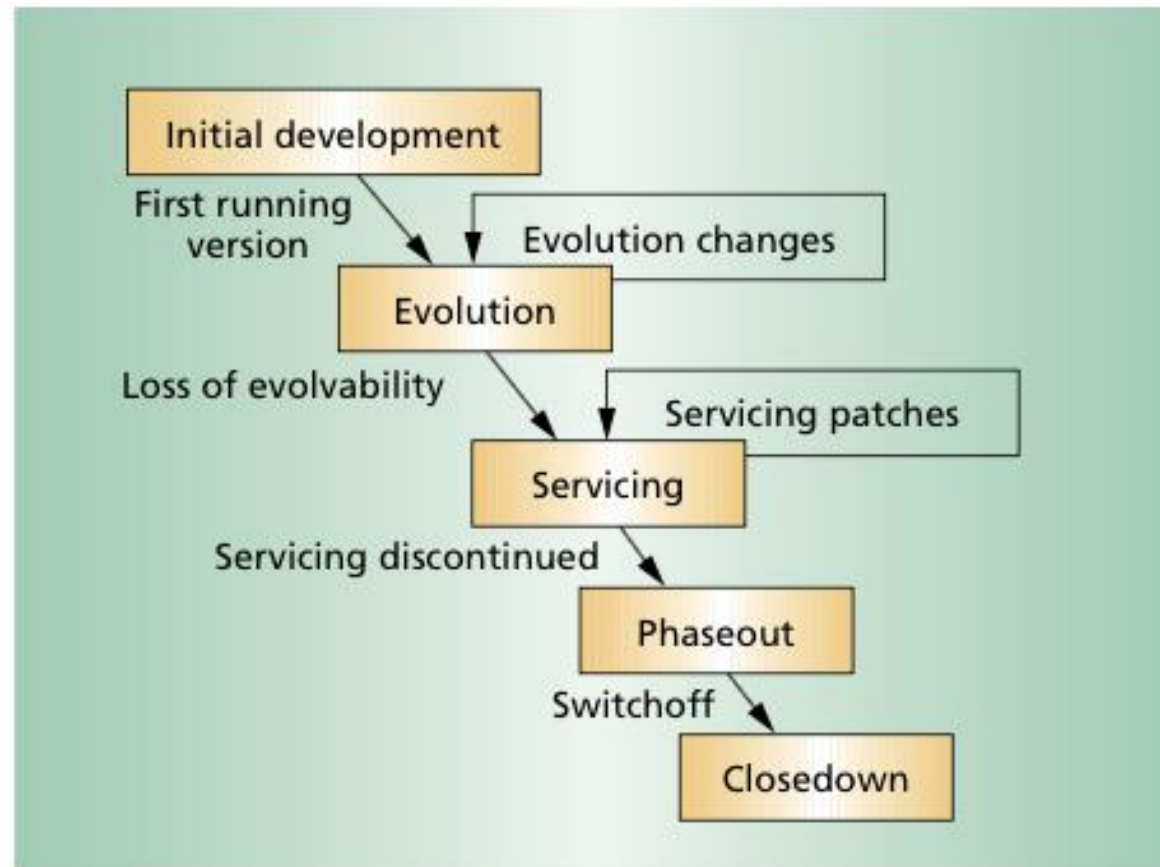 Initial development
First running
version
Evolution changes
Evolution
Loss of evolvability
Servicing patches
Servicing
Servicing discontinued
Phaseout
Switchoff
Closedown